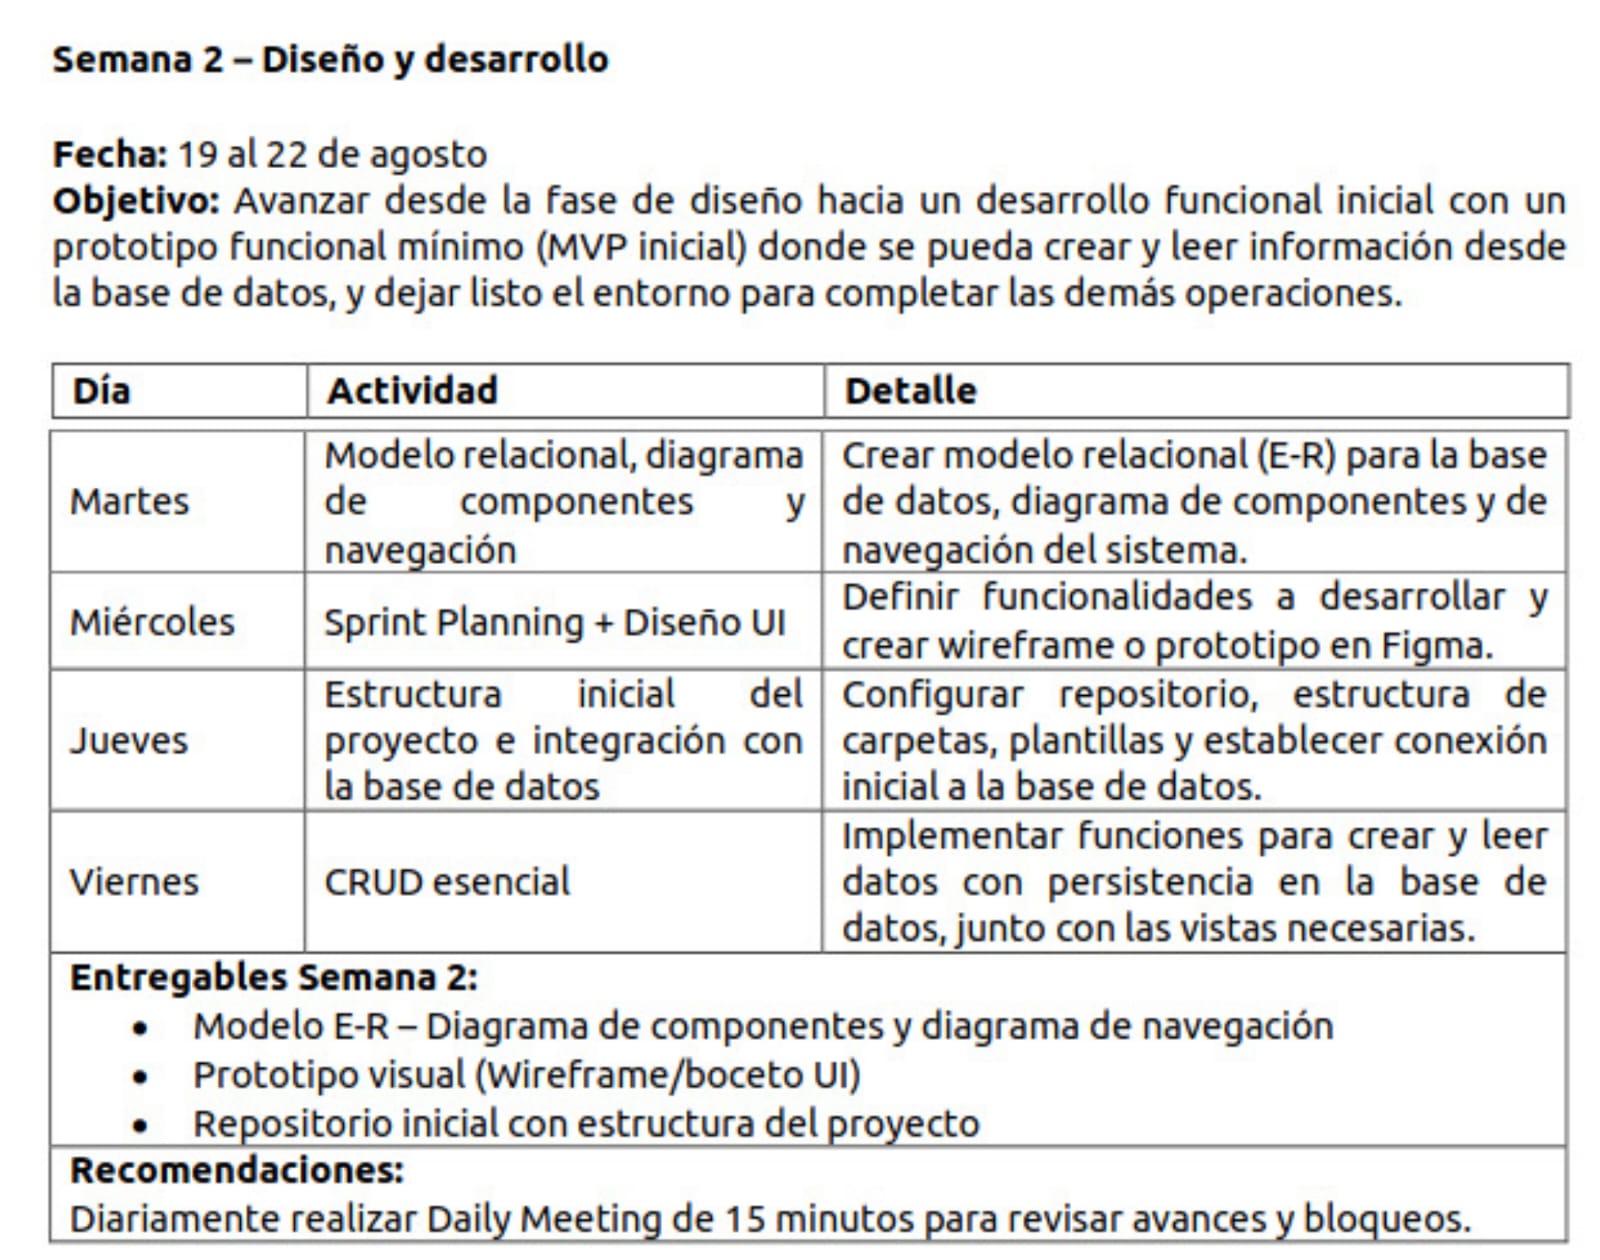 Semana 2 – Diseño y desarrollo
Fecha: 19 al 22 de agosto
Objetivo: Avanzar desde la fase de diseño hacia un desarrollo funcional inicial con un
prototipo funcional mínimo (MVP inicial) donde se pueda crear y leer información desde
la base de datos, y dejar listo el entorno para completar las demás operaciones.
Día
Actividad
Detalle
Martes
Modelo relacional, diagrama
de componentes y
navegación
Crear modelo relacional (E-R) para la base
de datos, diagrama de componentes y de
navegación del sistema.
Miércoles
Sprint Planning + Diseño UI
Definir funcionalidades a desarrollar y
crear wireframe o prototipo en Figma.
Jueves
Estructura inicial del
proyecto e integración con
la base de datos
Configurar repositorio, estructura de
carpetas, plantillas y establecer conexión
inicial a la base de datos.
Viernes
CRUD esencial
Implementar funciones para crear y leer
datos con persistencia en la base de
datos, junto con las vistas necesarias.
Entregables Semana 2:
• Modelo E-R – Diagrama de componentes y diagrama de navegación
• Prototipo visual (Wireframe/boceto UI)
• Repositorio inicial con estructura del proyecto
Recomendaciones:
Diariamente realizar Daily Meeting de 15 minutos para revisar avances y bloqueos.